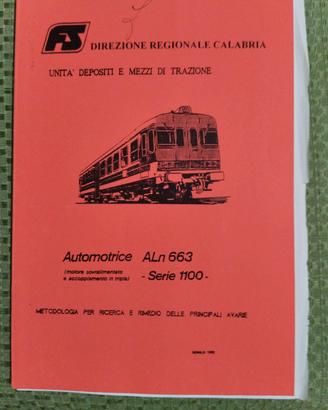 FS DIREZIONE REGIONALE CALABRIA
UNITA' DEPOSITI E MEZZI DI TRAZIONE
Automotrice ALn 663
(motore sovralimentato
e accoppiamento in tripla) - Serie 1100 -
METODOLOGIA PER RICERCA E RIMEDIO DELLE PRINCIPALI AVARIE